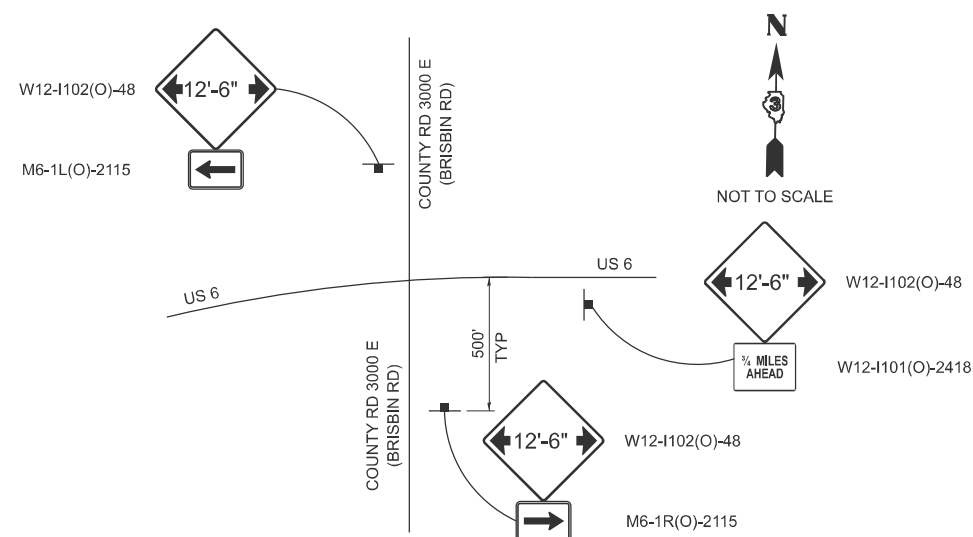 N
3
NOT TO SCALE
W12-I102(O)-48
12'-6"
M6-1L(O)-2115
COUNTY RD 3000 E
(BRISBIN RD)
US 6
US 6
12'-6"
W12-I102(O)-48
¾ MILES
AHEAD
W12-I101(O)-2418
500'
TYP
COUNTY RD 3000 E
(BRISBIN RD)
12'-6"
W12-I102(O)-48
M6-1R(O)-2115